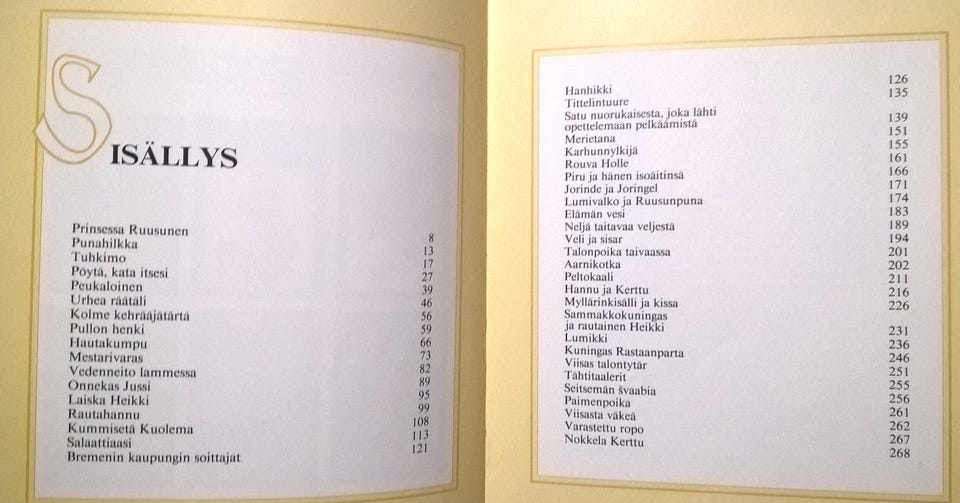 SISÄLLYS
Prinsessa Ruusunen 8
Punahilkka 13
Tuhkimo 17
Pöytä, kata itsesi 27
Peukaloinen 39
Urhea räätäli 46
Kolme kehrääjätärtä 56
Pullon henki 59
Hautakumpu 66
Mestarivaras 73
Vedenneito lammessa 82
Onnekas Jussi 89
Laiska Heikki 95
Rautahannu 99
Kummisetä Kuolema 108
Salaattiaasi 113
Bremenin kaupungin soittajat 121
Hanhikki 126
Tittelintuure 135
Satu nuorukaisesta, joka lähti
opettelemaan pelkäämistä 139
Merietana 151
Karhunnylkijä 155
Rouva Holle 161
Piru ja hänen isoäitinsä 166
Jorinde ja Joringel 171
Lumivalko ja Ruusunpuna 174
Elämän vesi 183
Neljä taitavaa veljestä 189
Veli ja sisar 194
Talonpoika taivaassa 201
Aarnikotka 202
Peltokaali 211
Hannu ja Kerttu 216
Myllärinkisälli ja kissa 226
Sammakkokuningas
ja rautainen Heikki 231
Lumikki 236
Kuningas Rastaanparta 246
Viisas talontytär 251
Tähtitaalerit 255
Seitsemän švaabia 256
Paimenpoika 261
Viisasta väkeä 262
Varastettu ropo 267
Nokkela Kerttu 268